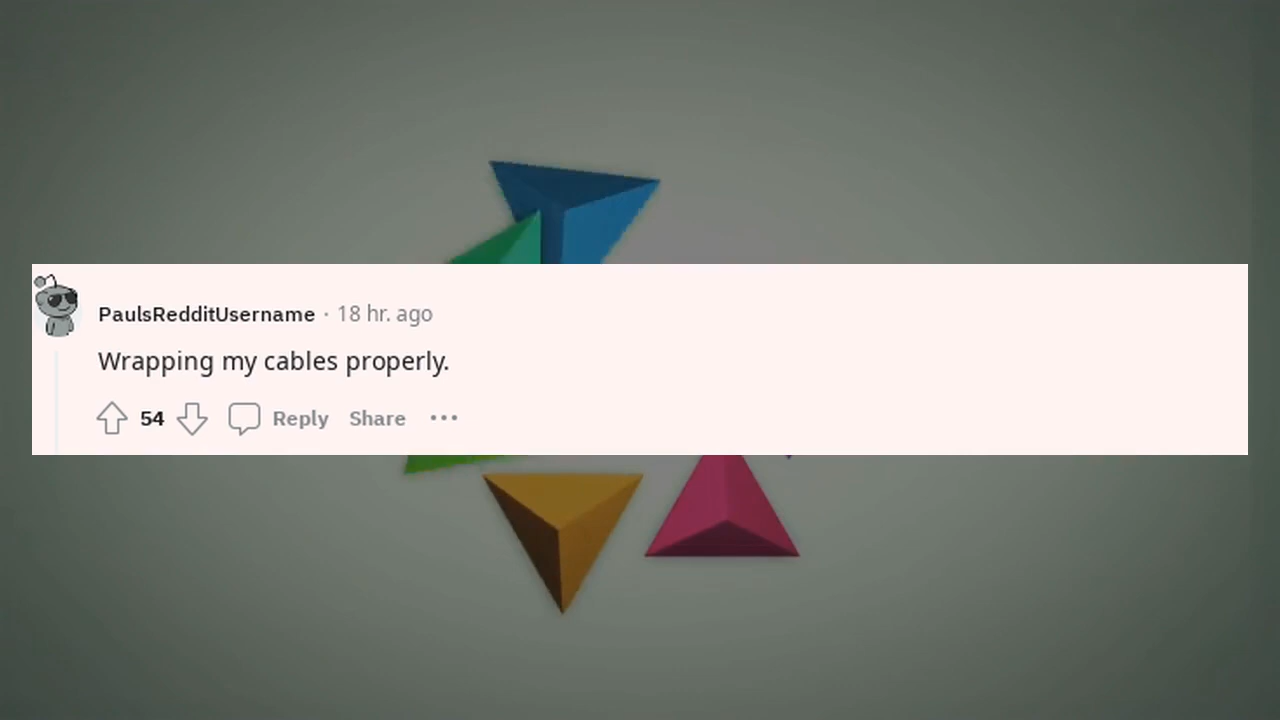 PaulsRedditUsername · 18 hr. ago
Wrapping my cables properly.
54 Reply Share ···